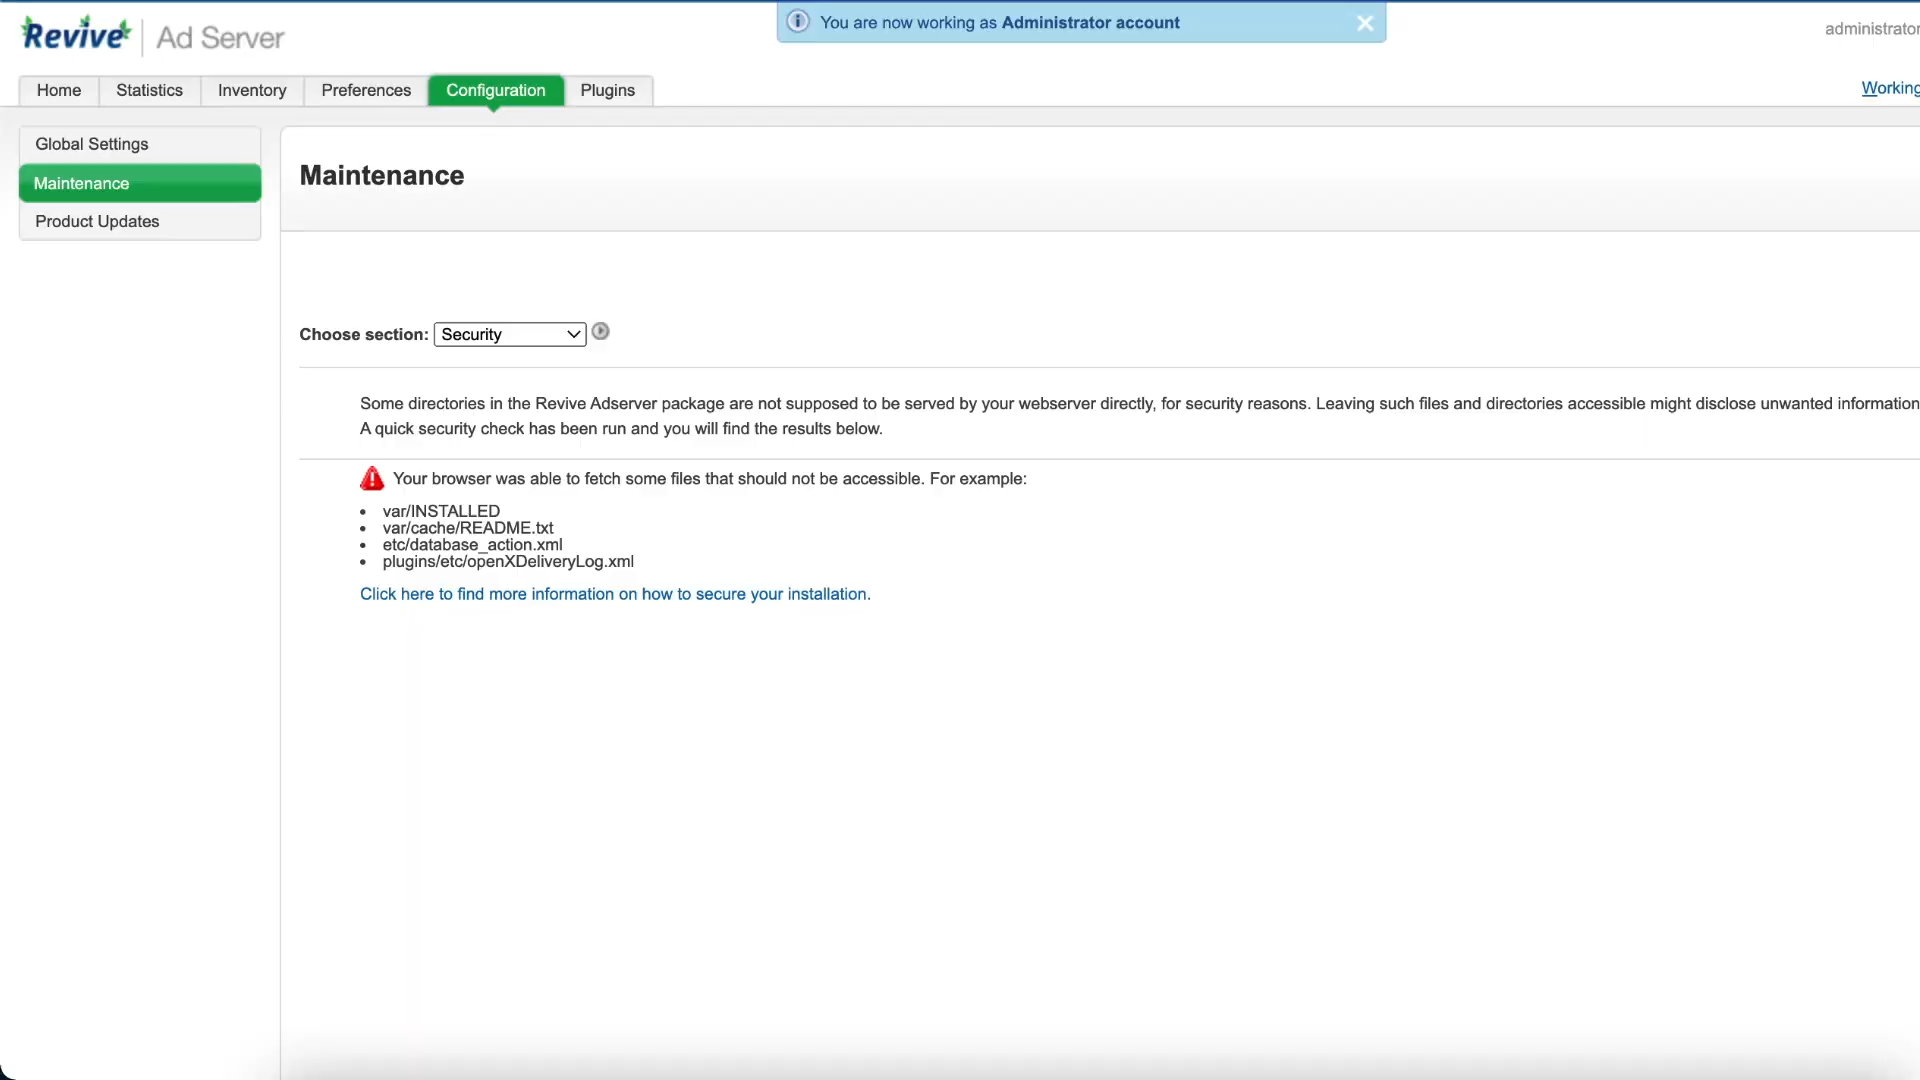 Revive Ad Server
You are now working as Administrator account
administrator
Home Statistics Inventory Preferences Configuration Plugins
Working
Global Settings
Maintenance
Product Updates
Maintenance
Choose section: Security
Some directories in the Revive Adserver package are not supposed to be served by your webserver directly, for security reasons. Leaving such files and directories accessible might disclose unwanted information
A quick security check has been run and you will find the results below.
Your browser was able to fetch some files that should not be accessible. For example:
• var/INSTALLED
• var/cache/README.txt
• etc/database_action.xml
• plugins/etc/openXDeliveryLog.xml
Click here to find more information on how to secure your installation.